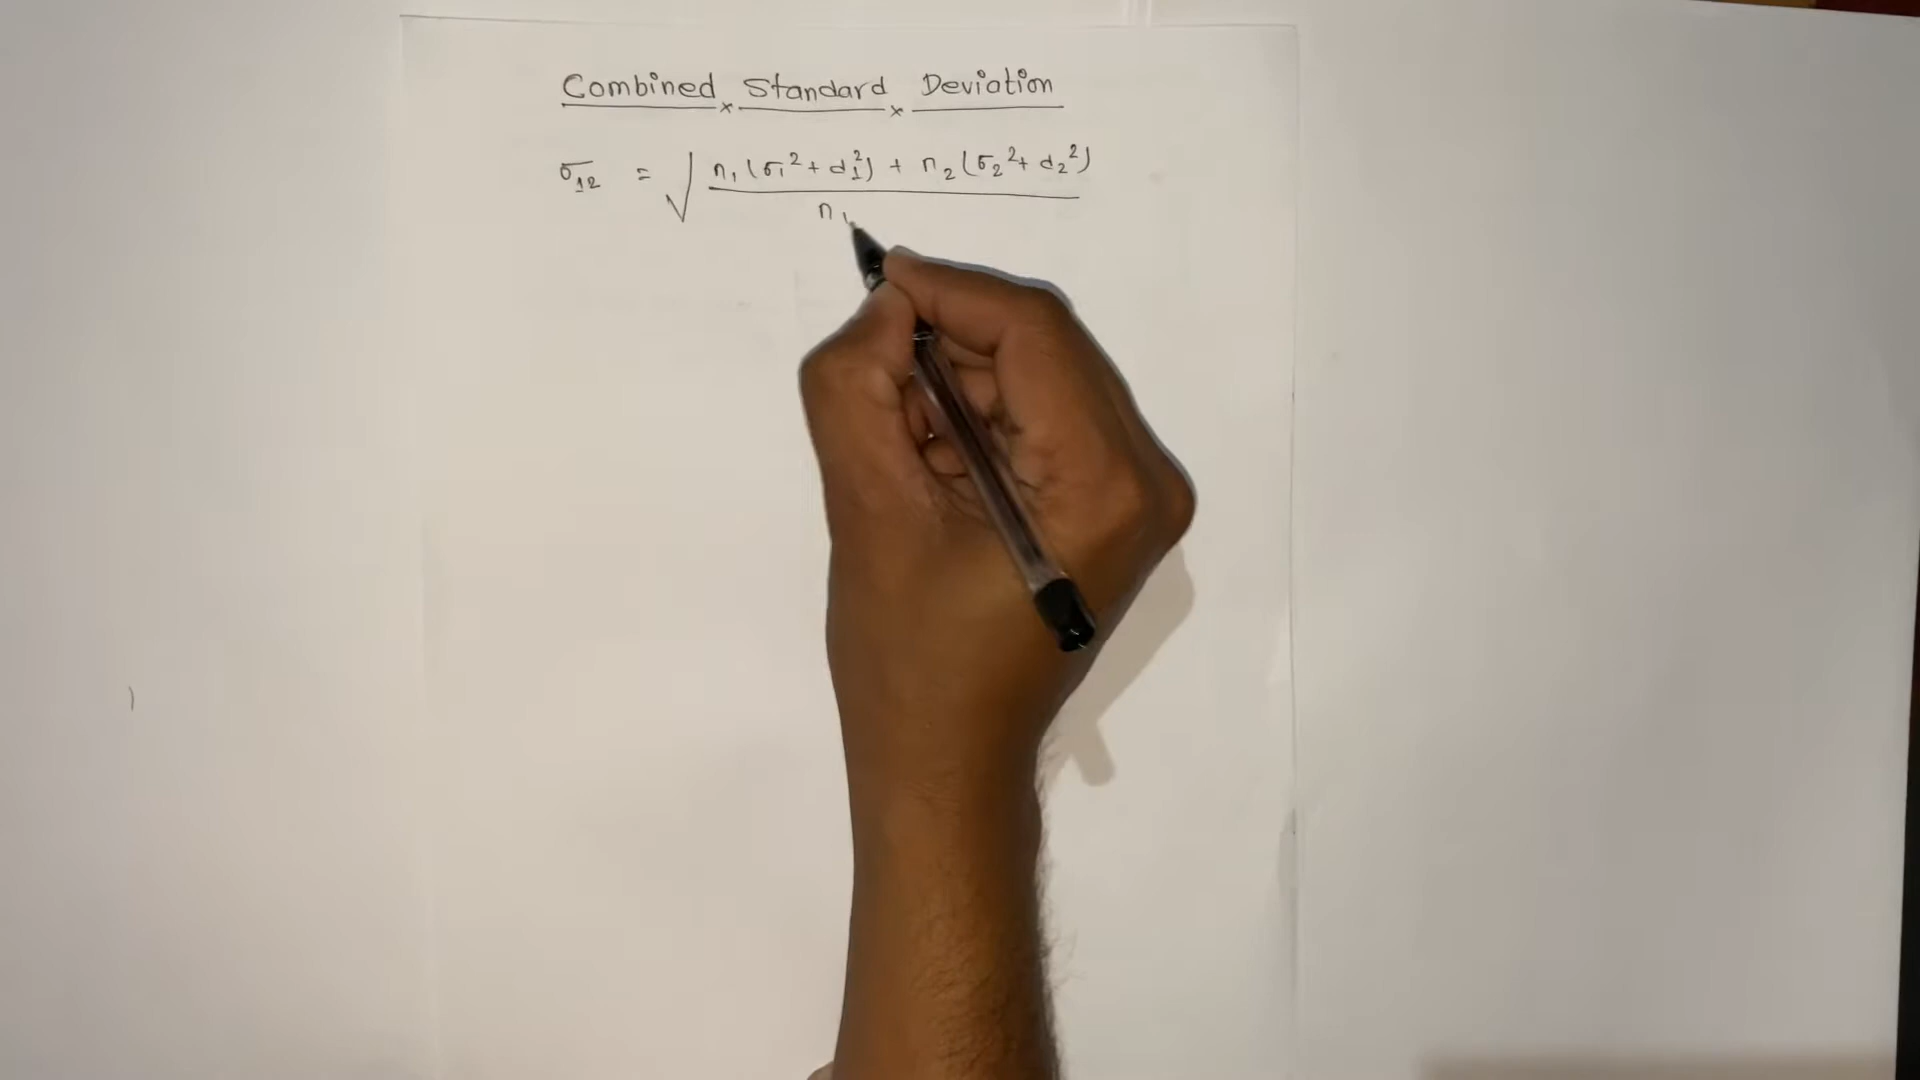 Combined × Standard × Deviation
σ₁₂ = √ n₁(σ₁² + d₁²) + n₂(σ₂² + d₂²)
n₁